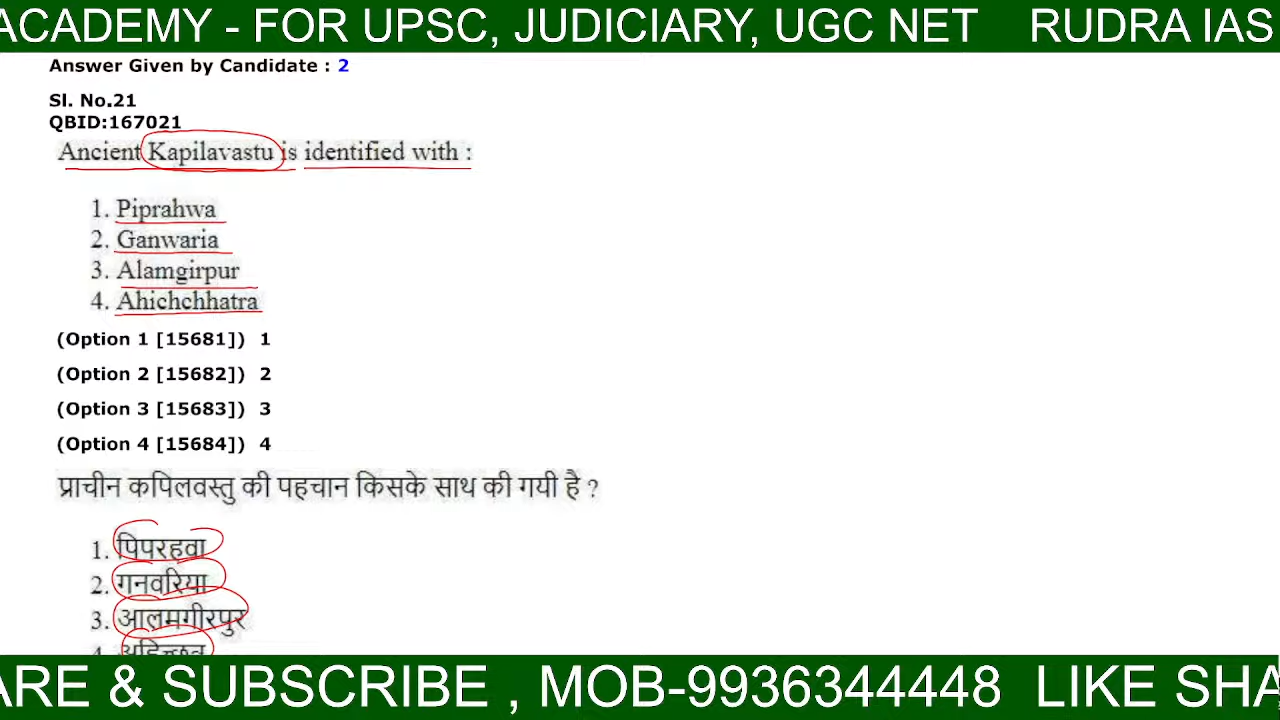 ACADEMY - FOR UPSC, JUDICIARY, UGC NET RUDRA IAS
Answer Given by Candidate : 2
Sl. No.21
QBID:167021
Ancient Kapilavastu is identified with :
1. Piprahwa
2. Ganwaria
3. Alamgirpur
4. Ahichchhatra
(Option 1 [15681]) 1
(Option 2 [15682]) 2
(Option 3 [15683]) 3
(Option 4 [15684]) 4
प्राचीन कपिलवस्तु की पहचान किसके साथ की गयी है ?
1. पिपरहवा
2. गनवरिया
3. आलमगीरपुर
4.
ARE & SUBSCRIBE , MOB-9936344448 LIKE SHA